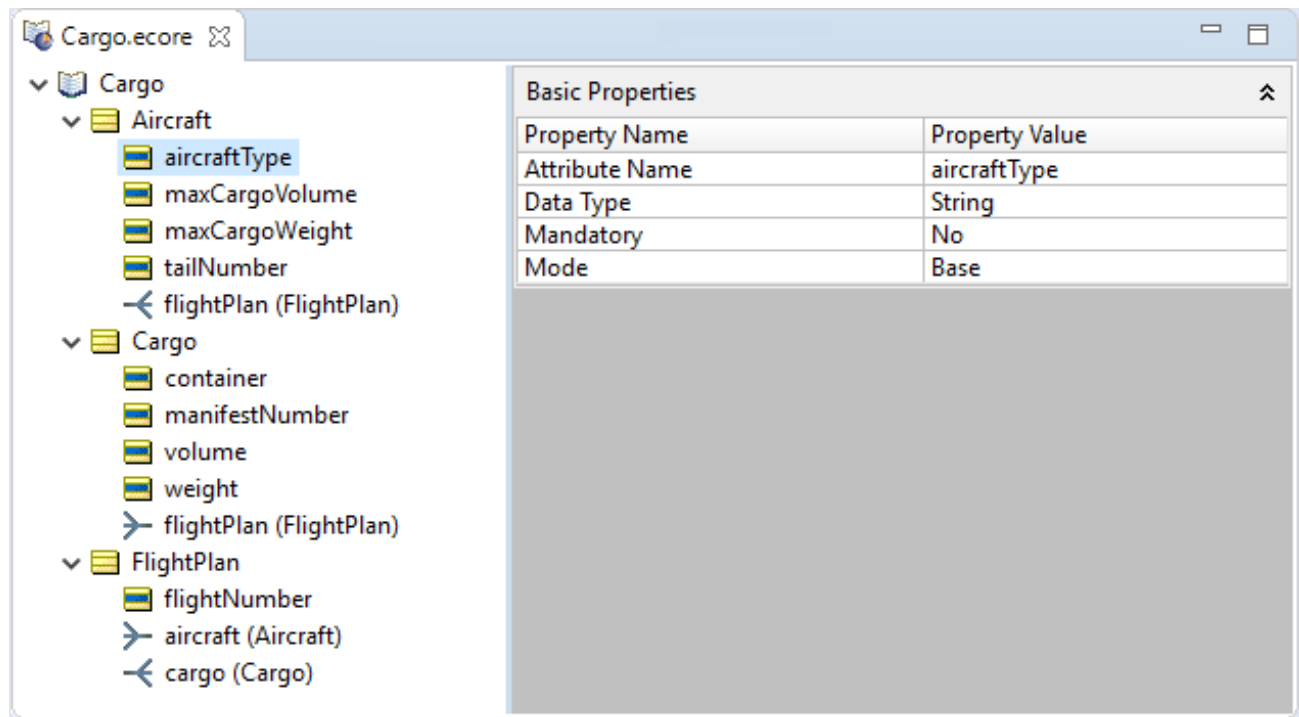 Cargo.ecore
Cargo
Aircraft
aircraftType
maxCargoVolume
maxCargoWeight
tailNumber
flightPlan (FlightPlan)
Cargo
container
manifestNumber
volume
weight
flightPlan (FlightPlan)
FlightPlan
flightNumber
aircraft (Aircraft)
cargo (Cargo)
Basic Properties
Property Name Property Value
Attribute Name aircraftType
Data Type String
Mandatory No
Mode Base